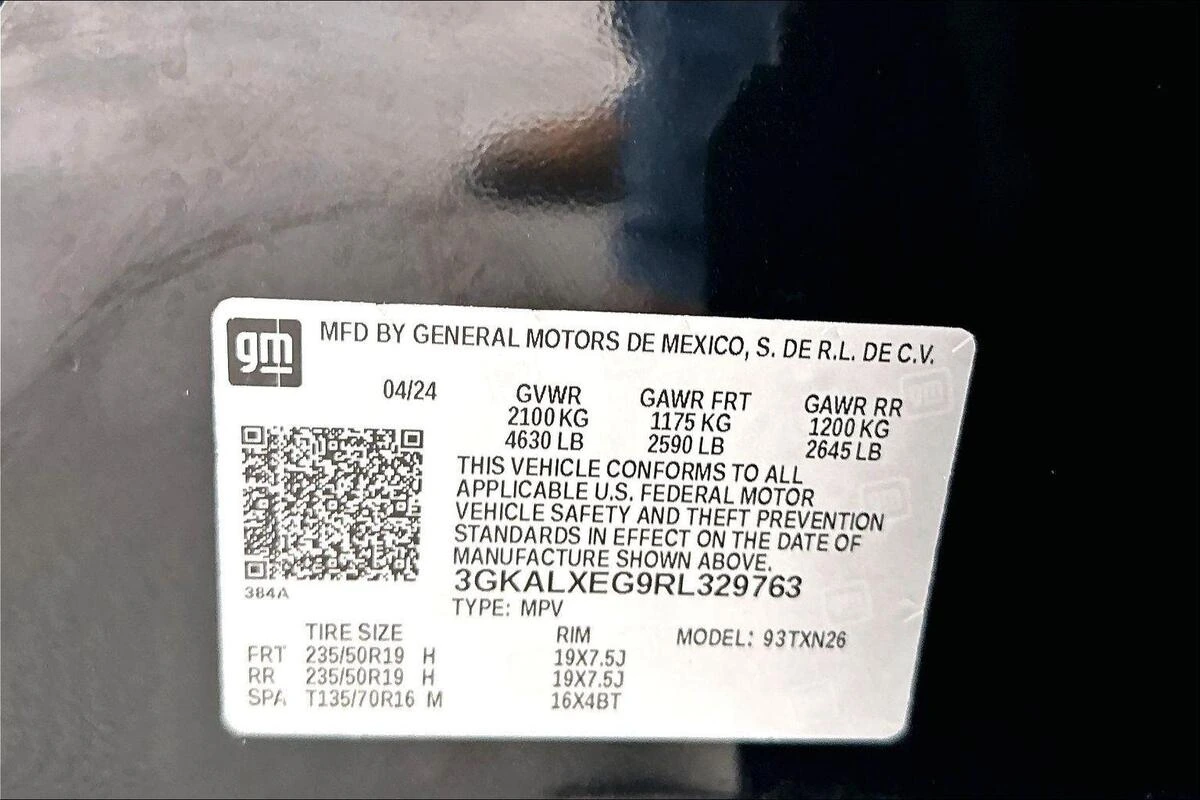 gm MFD BY GENERAL MOTORS DE MEXICO, S. DE R.L. DE C.V.
04/24 GVWR GAWR FRT GAWR RR
2100 KG 1175 KG 1200 KG
4630 LB 2590 LB 2645 LB
THIS VEHICLE CONFORMS TO ALL
APPLICABLE U.S. FEDERAL MOTOR
VEHICLE SAFETY AND THEFT PREVENTION
STANDARDS IN EFFECT ON THE DATE OF
MANUFACTURE SHOWN ABOVE.
384A 3GKALXEG9RL329763
TYPE: MPV
TIRE SIZE RIM MODEL: 93TXN26
FRT 235/50R19 H 19X7.5J
RR 235/50R19 H 19X7.5J
SPA T135/70R16 M 16X4BT